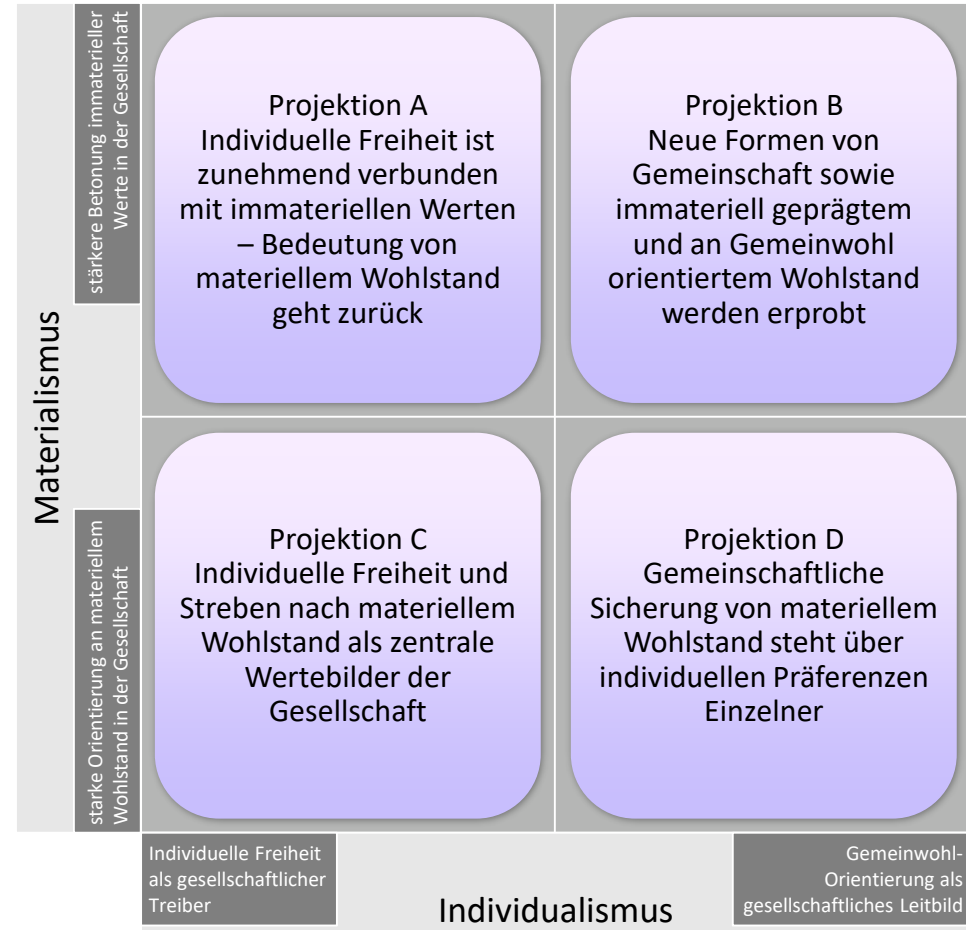 stärkere Betonung immaterieller
Werte in der Gesellschaft
Projektion A
Individuelle Freiheit ist
zunehmend verbunden
mit immateriellen Werten
– Bedeutung von
materiellem Wohlstand
geht zurück
Projektion B
Neue Formen von
Gemeinschaft sowie
immateriell geprägtem
und an Gemeinwohl
orientiertem Wohlstand
werden erprobt
Materialismus
starke Orientierung an materiellem
Wohlstand in der Gesellschaft
Projektion C
Individuelle Freiheit und
Streben nach materiellem
Wohlstand als zentrale
Wertebilder der
Gesellschaft
Projektion D
Gemeinschaftliche
Sicherung von materiellem
Wohlstand steht über
individuellen Präferenzen
Einzelner
Individuelle Freiheit
als gesellschaftlicher
Treiber
Individualismus
Gemeinwohl-
Orientierung als
gesellschaftliches Leitbild